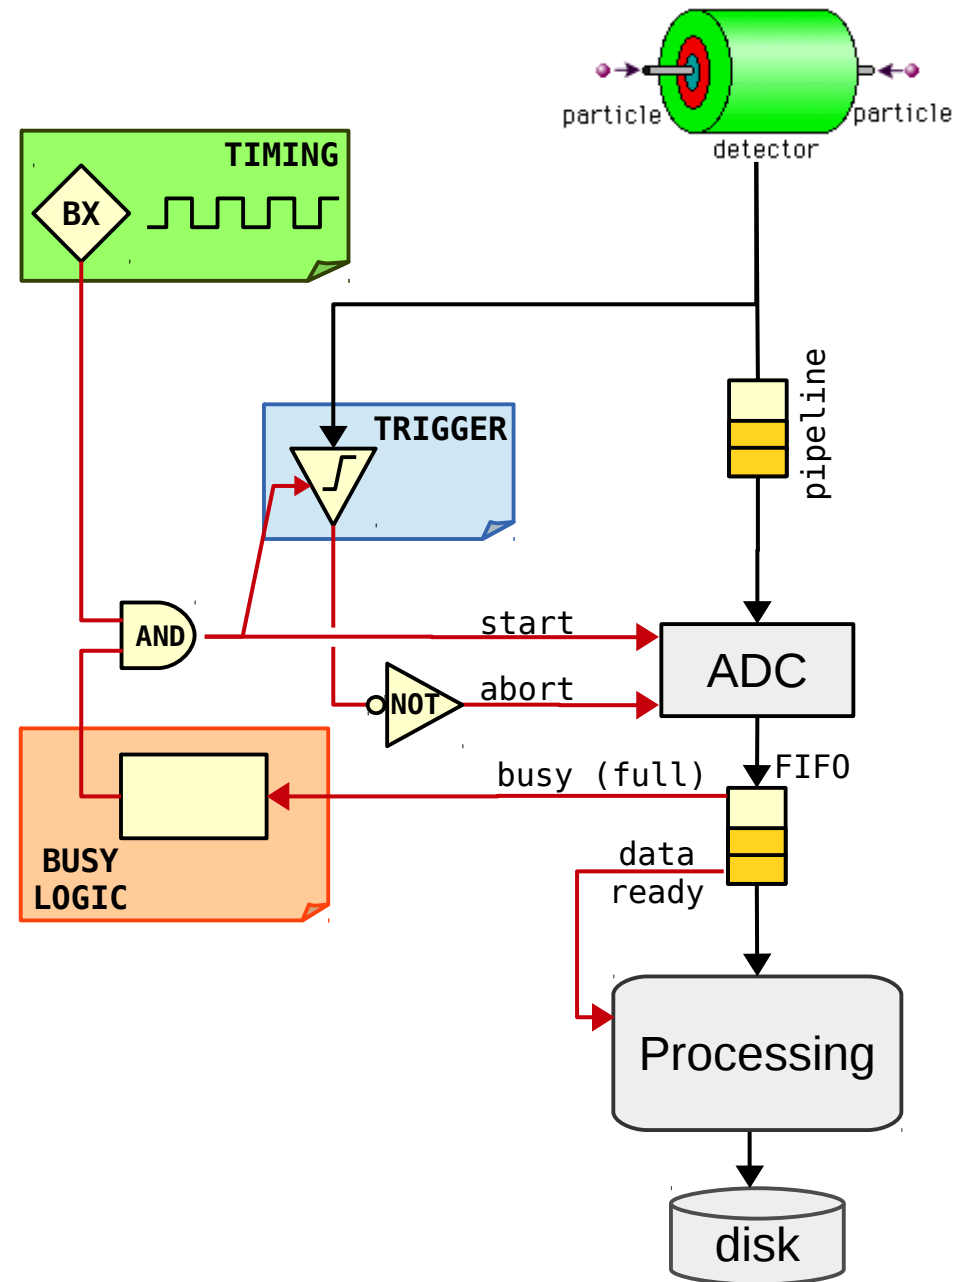 particle
particle
detector
TIMING
BX
pipeline
TRIGGER
start
AND
ADC
abort
NOT
FIFO
busy (full)
data
ready
BUSY
LOGIC
Processing
disk